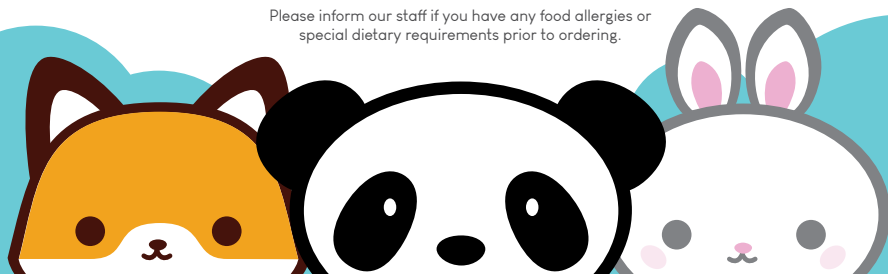 Please inform our staff if you have any food allergies or
special dietary requirements prior to ordering.